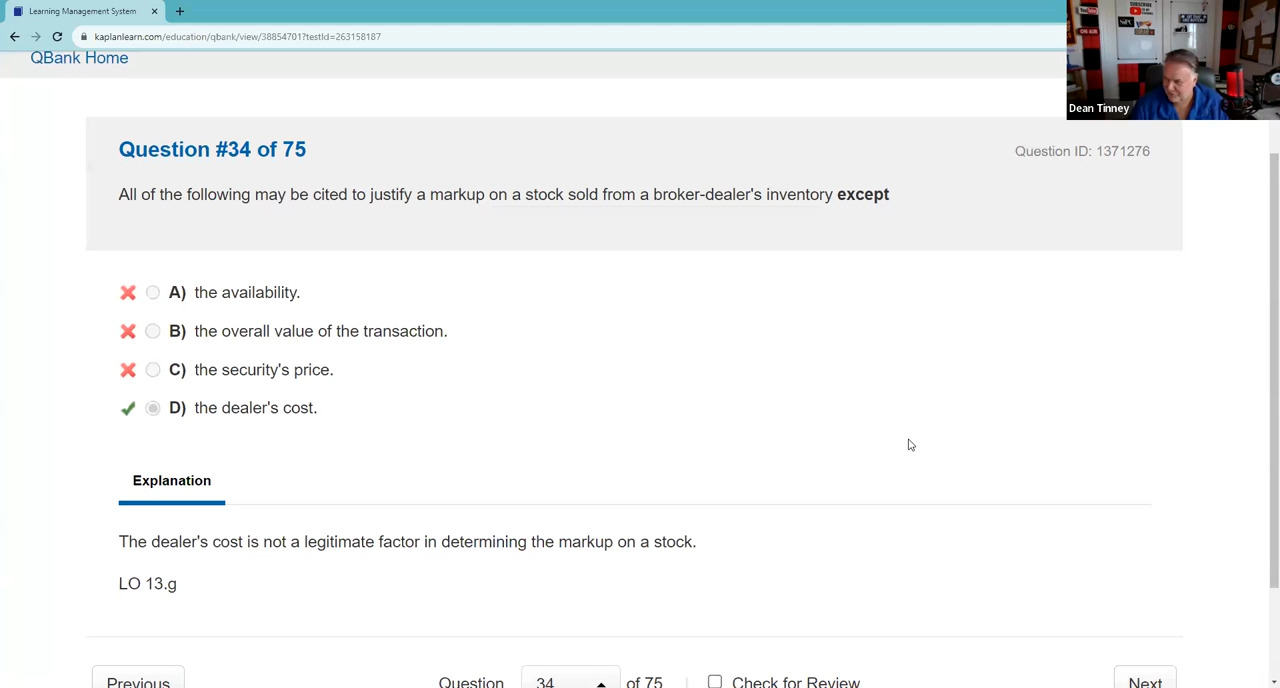 Learning Management System
kaplanlearn.com/education/qbank/view/38854701?testId=263158187
QBank Home
Dean Tinney
Question #34 of 75
Question ID: 1371276
All of the following may be cited to justify a markup on a stock sold from a broker-dealer's inventory except
A) the availability.
B) the overall value of the transaction.
C) the security's price.
D) the dealer's cost.
Explanation
The dealer's cost is not a legitimate factor in determining the markup on a stock.
LO 13.g
Previous
Question 34 of 75
Check for Review
Next